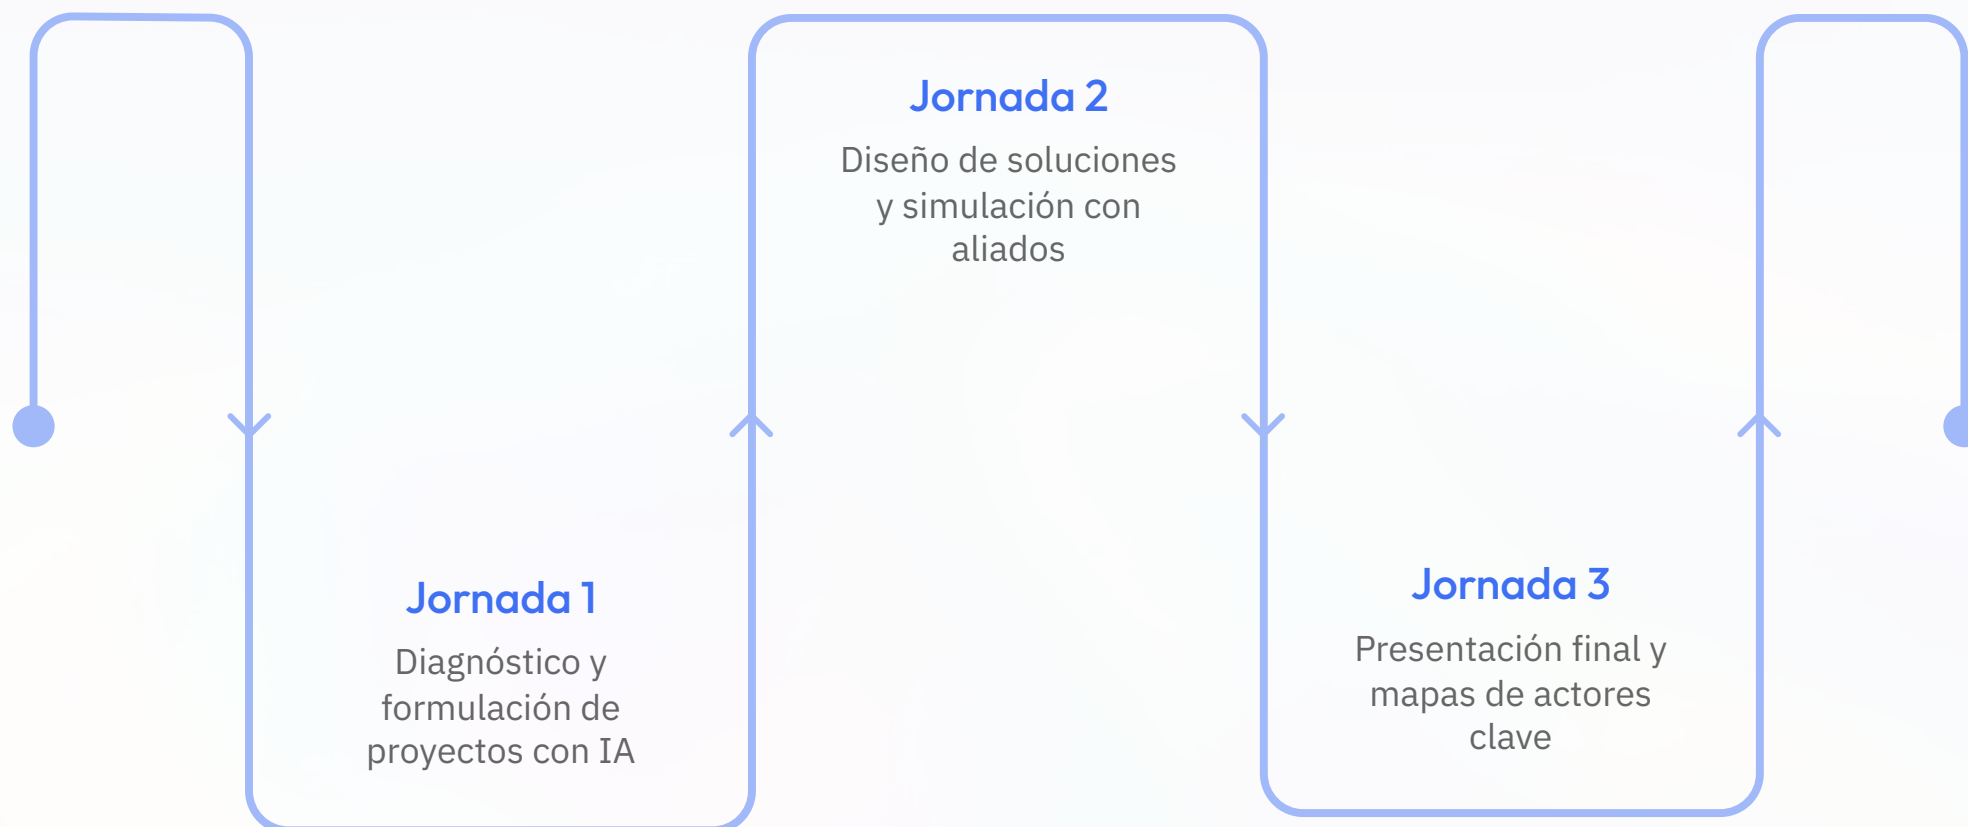 Jornada 1
Diagnóstico y
formulación de
proyectos con IA
Jornada 2
Diseño de soluciones
y simulación con
aliados
Jornada 3
Presentación final y
mapas de actores
clave